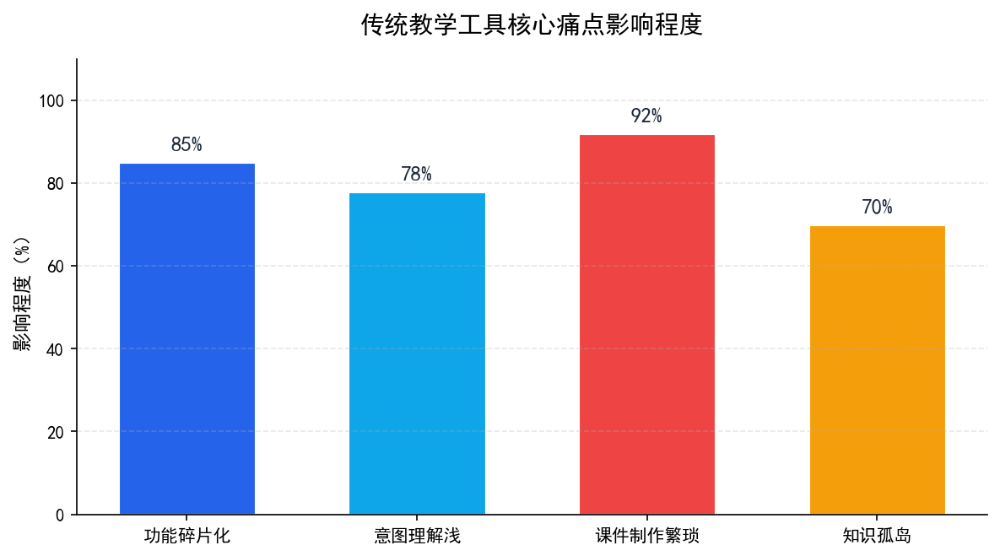 传统教学工具核心痛点影响程度
影响程度（%）
100
80
60
40
20
0
85%
78%
92%
70%
功能碎片化
意图理解浅
课件制作繁琐
知识孤岛